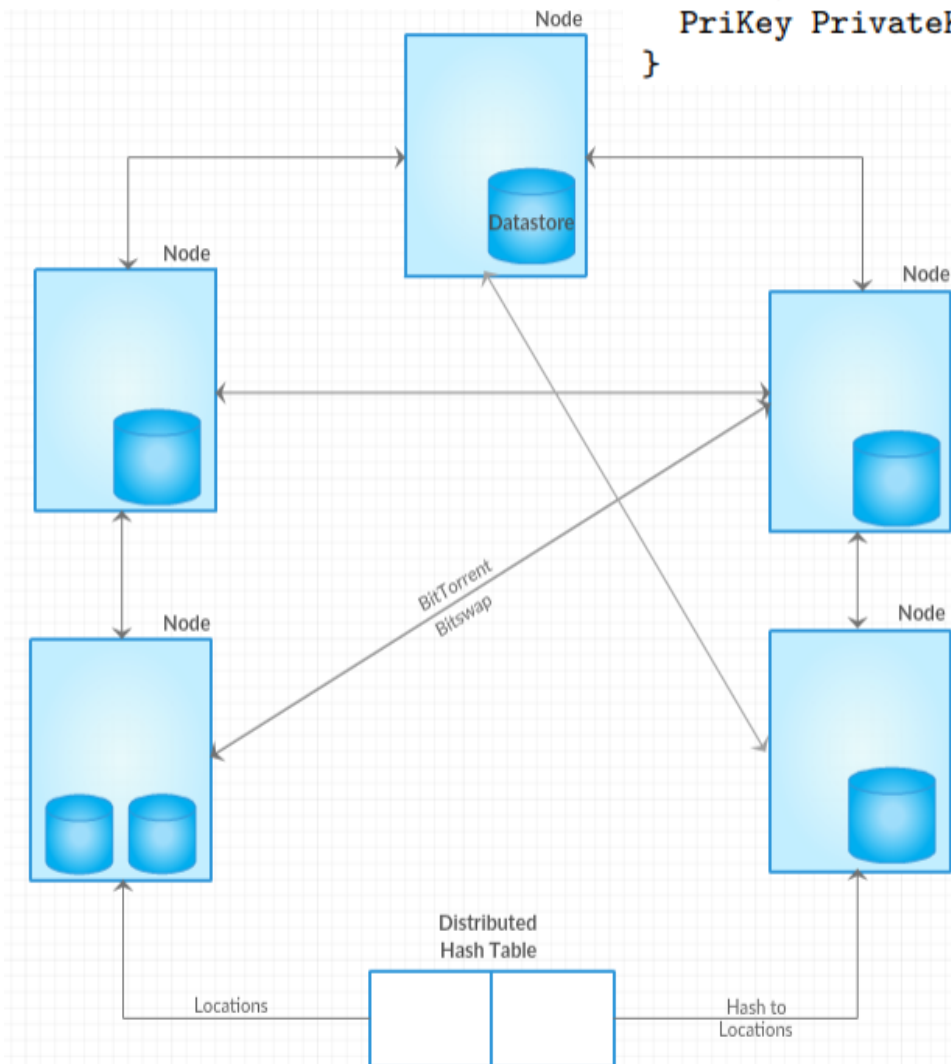 Node
PriKey
}
Datastore
Node
Node
BitTorrent
Bitswap
Node
Node
Distributed
Hash Table
Locations
Hash to
Locations